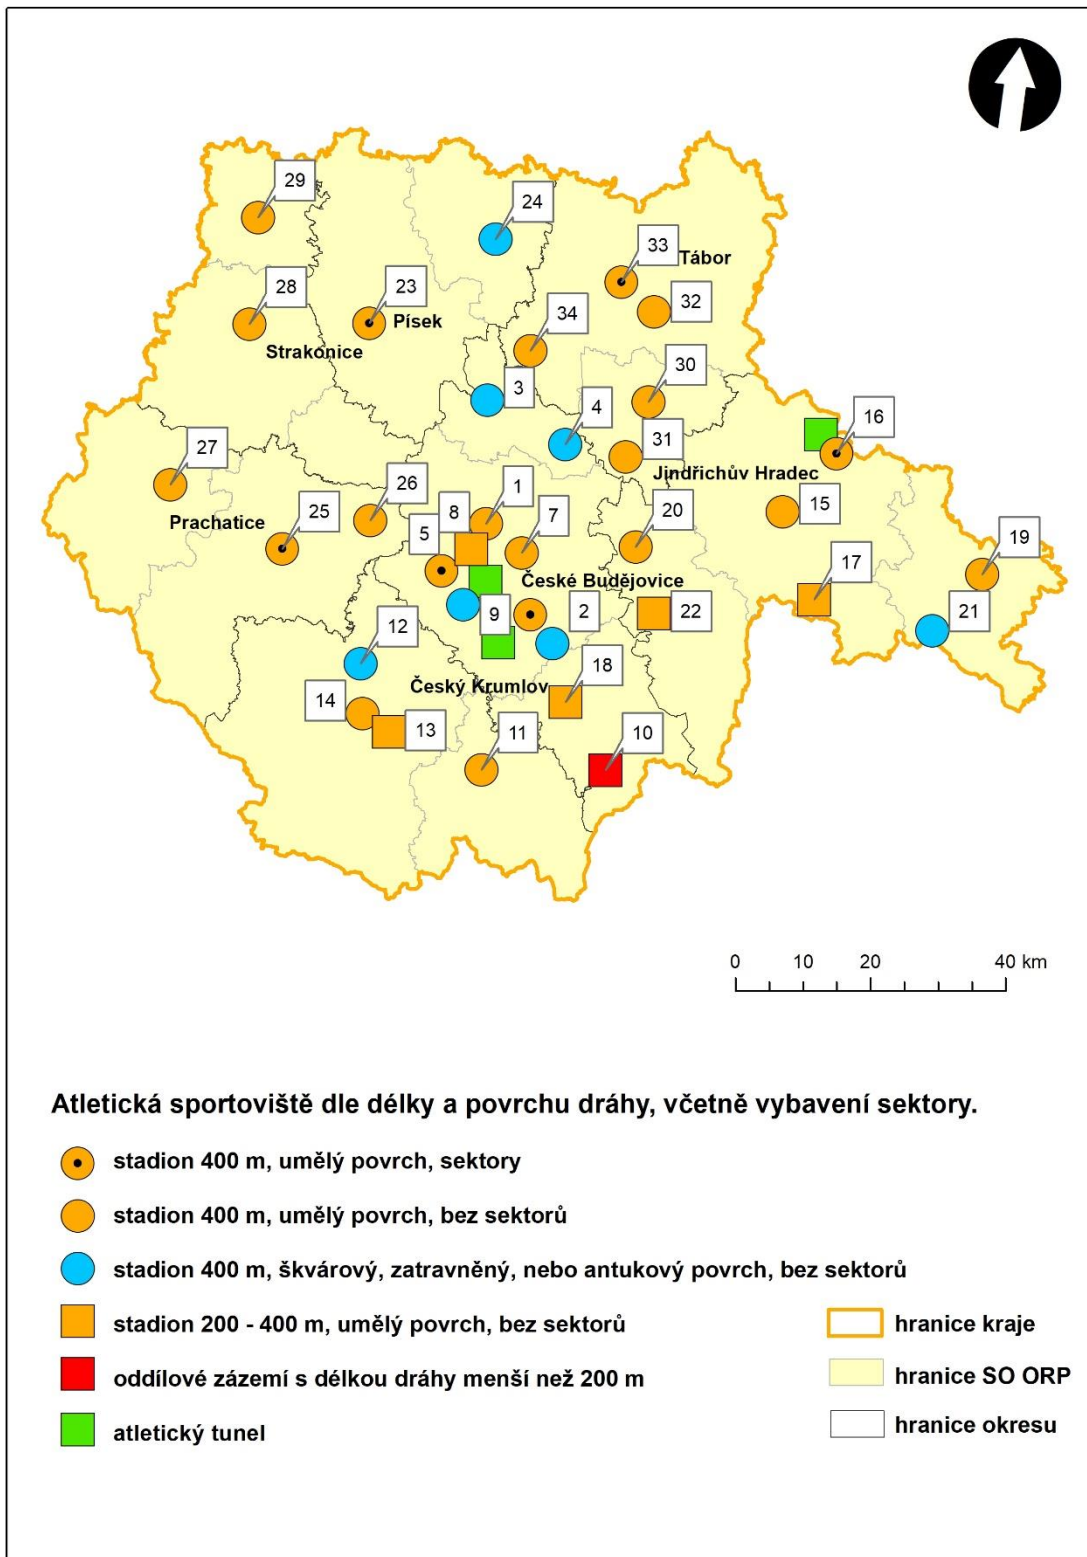 29
24
33
Tábor
28
23
Písek
34
32
Strakonice
3
30
4
16
31
27
Jindřichův Hradec
26
1
15
Prachatice
25
8
7
20
5
19
České Budějovice
17
9
2
22
21
12
18
Český Krumlov
14
13
11
10
0 10 20 40 km
Atletická sportoviště dle délky a povrchu dráhy, včetně vybavení sektory.
stadion 400 m, umělý povrch, sektory
stadion 400 m, umělý povrch, bez sektorů
stadion 400 m, škvárový, zatravněný, nebo antukový povrch, bez sektorů
stadion 200 - 400 m, umělý povrch, bez sektorů
hranice kraje
oddílové zázemí s délkou dráhy menší než 200 m
hranice SO ORP
atletický tunel
hranice okresu